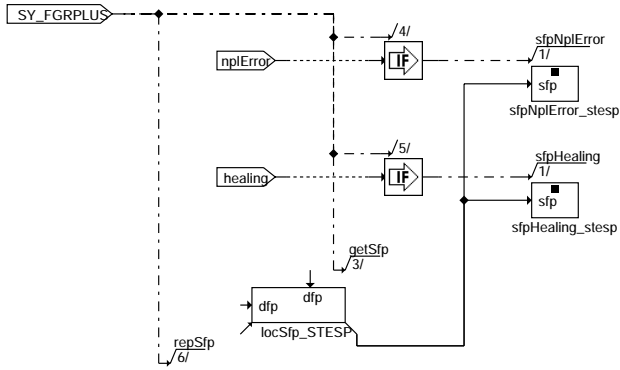 SY_FGRPLUS
4/
sfpNplError
1/
nplError
IF
sfp
sfpNplError_stesp
5/
sfpHealing
1/
healing
IF
sfp
sfpHealing_stesp
getSfp
3/
dfp
dfp
locSfp_STESP
repSfp
6/